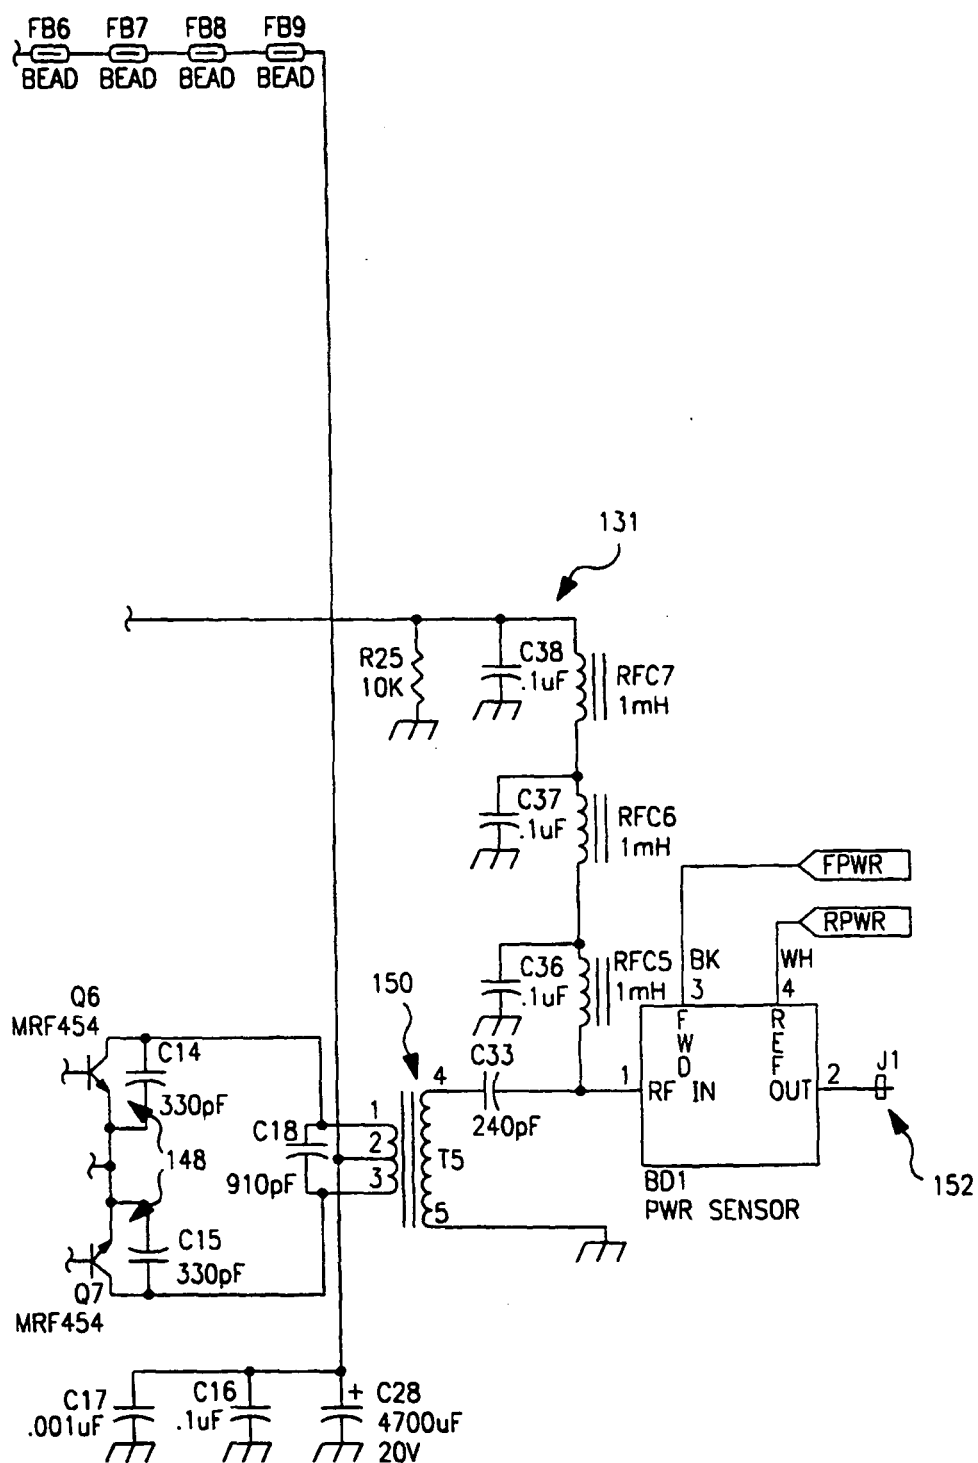 FB6 FB7 FB8 FB9
BEAD BEAD BEAD BEAD
131
R25
10K
C38
.1uF
RFC7
1mH
C37
.1uF
RFC6
1mH
FPWR
RPWR
C36
.1uF
RFC5
1mH
BK
3
WH
4
150
Q6
MRF454
C14
330pF
C33
240pF
4
1
RF IN
FWD
REF
OUT
2
J1
C18
910pF
1
2
3
T5
5
148
BD1
PWR SENSOR
152
C15
330pF
Q7
MRF454
C17
.001uF
C16
.1uF
+
C28
4700uF
20V